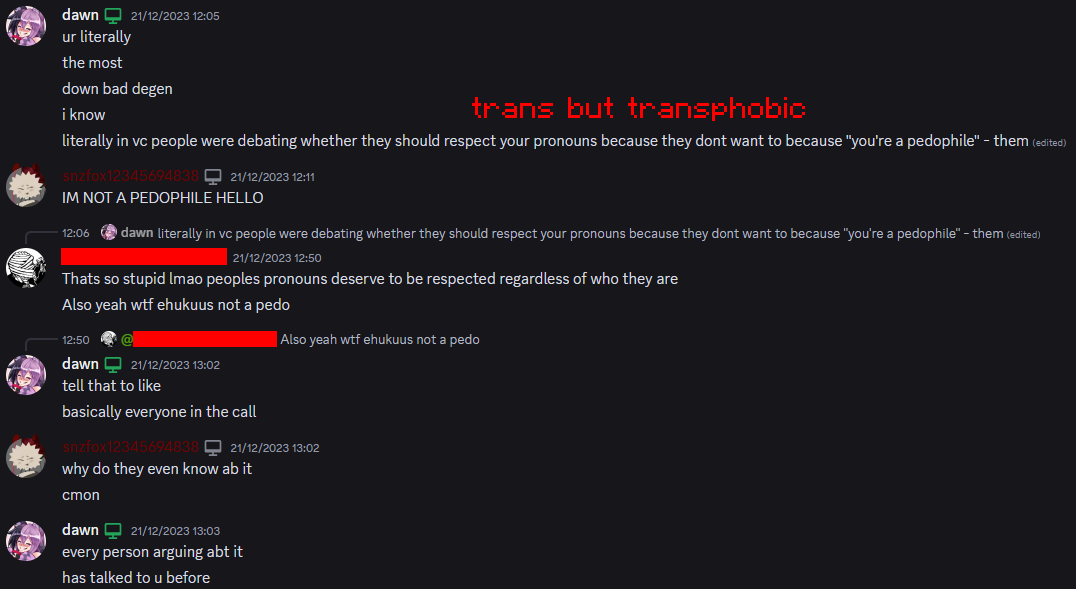 dawn 21/12/2023 12:05
ur literally
the most
down bad degen
i know
trans but transphobic
literally in vc people were debating whether they should respect your pronouns because they dont want to because "you're a pedophile" - them (edited)
snzfox12345694838 21/12/2023 12:11
IM NOT A PEDOPHILE HELLO
12:06 dawn literally in vc people were debating whether they should respect your pronouns because they dont want to because "you're a pedophile" - them (edited)
21/12/2023 12:50
Thats so stupid lmao peoples pronouns deserve to be respected regardless of who they are
Also yeah wtf ehukuus not a pedo
12:50 @ Also yeah wtf ehukuus not a pedo
dawn 21/12/2023 13:02
tell that to like
basically everyone in the call
snzfox12345694838 21/12/2023 13:02
why do they even know ab it
cmon
dawn 21/12/2023 13:03
every person arguing abt it
has talked to u before